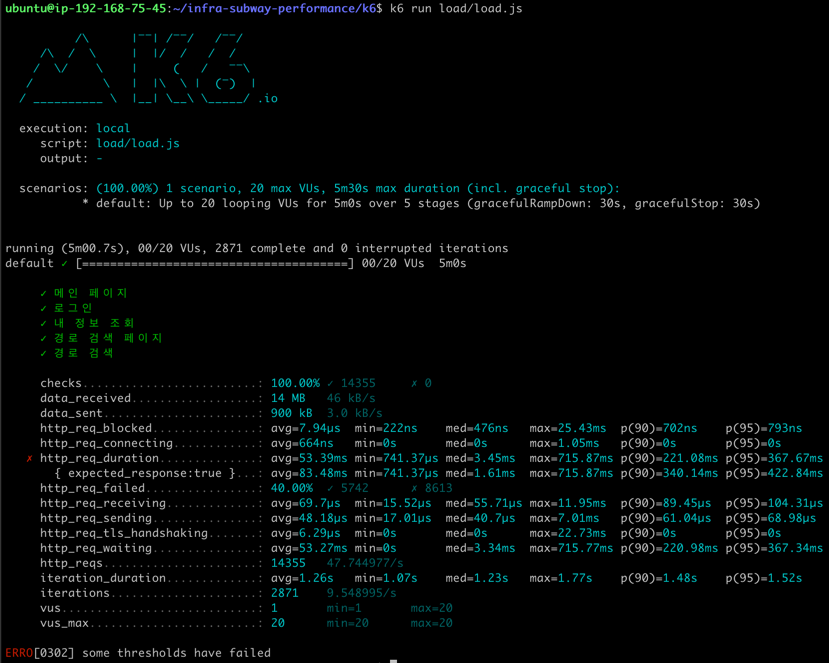 ubuntu@ip-192-168-75-45:~/infra-subway-performance/k6$ k6 run load/load.js
/\ |‾‾| /‾‾/ /‾‾/
/\ / \ | |/ / / /
/ \/ \ | ( / ‾‾\
/ \ | |\ \ | (‾) |
/ __________ \ |__| \__\ \_____/ .io
execution: local
script: load/load.js
output: -
scenarios: (100.00%) 1 scenario, 20 max VUs, 5m30s max duration (incl. graceful stop):
* default: Up to 20 looping VUs for 5m0s over 5 stages (gracefulRampDown: 30s, gracefulStop: 30s)
running (5m00.7s), 00/20 VUs, 2871 complete and 0 interrupted iterations
default ✓ [======================================] 00/20 VUs 5m0s
✓ 메인 페이지
✓ 로그인
✓ 내 정보 조회
✓ 경로 검색 페이지
✓ 경로 검색
checks.........................: 100.00% ✓ 14355 ✗ 0
data_received..................: 14 MB 46 kB/s
data_sent......................: 900 kB 3.0 kB/s
http_req_blocked...............: avg=7.94µs min=222ns med=476ns max=25.43ms p(90)=702ns p(95)=793ns
http_req_connecting............: avg=664ns min=0s med=0s max=1.05ms p(90)=0s p(95)=0s
✗ http_req_duration..............: avg=53.39ms min=741.37µs med=3.45ms max=715.87ms p(90)=221.08ms p(95)=367.67ms
{ expected_response:true }...: avg=83.48ms min=741.37µs med=1.61ms max=715.87ms p(90)=340.14ms p(95)=422.84ms
http_req_failed................: 40.00% ✓ 5742 ✗ 8613
http_req_receiving.............: avg=69.7µs min=15.52µs med=55.71µs max=11.95ms p(90)=89.45µs p(95)=104.31µs
http_req_sending...............: avg=48.18µs min=17.01µs med=40.7µs max=7.01ms p(90)=61.04µs p(95)=68.98µs
http_req_tls_handshaking.......: avg=6.29µs min=0s med=0s max=22.73ms p(90)=0s p(95)=0s
http_req_waiting...............: avg=53.27ms min=0s med=3.34ms max=715.77ms p(90)=220.98ms p(95)=367.34ms
http_reqs......................: 14355 47.744977/s
iteration_duration.............: avg=1.26s min=1.07s med=1.23s max=1.77s p(90)=1.48s p(95)=1.52s
iterations.....................: 2871 9.548995/s
vus............................: 1 min=1 max=20
vus_max........................: 20 min=20 max=20
ERRO[0302] some thresholds have failed